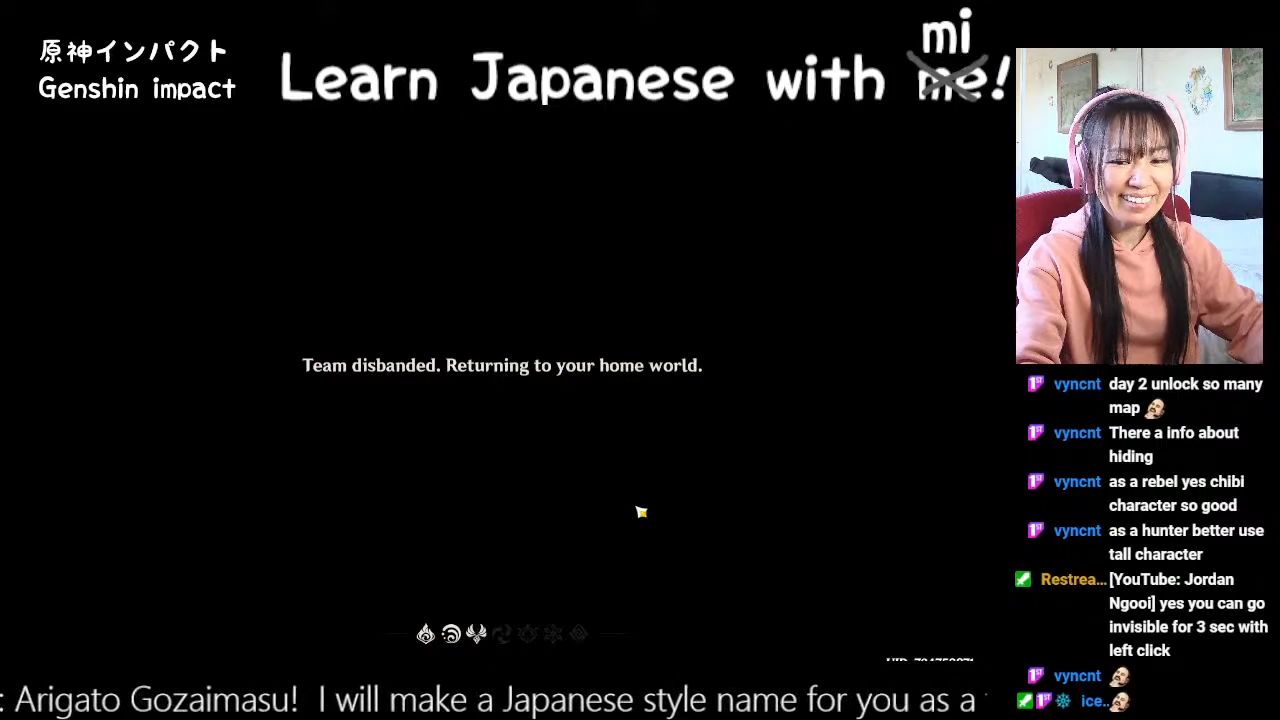 原神インパクト
Genshin impact
mi
Learn Japanese with me!
Team disbanded. Returning to your home world.
vyncnt day 2 unlock so many
map
vyncnt There a info about
hiding
vyncnt as a rebel yes chibi
character so good
vyncnt as a hunter better use
tall character
Restrea... [YouTube: Jordan
Ngooi] yes you can go
invisible for 3 sec with
left click
vyncnt
ice..
: Arigato Gozaimasu! I will make a Japanese style name for you as a